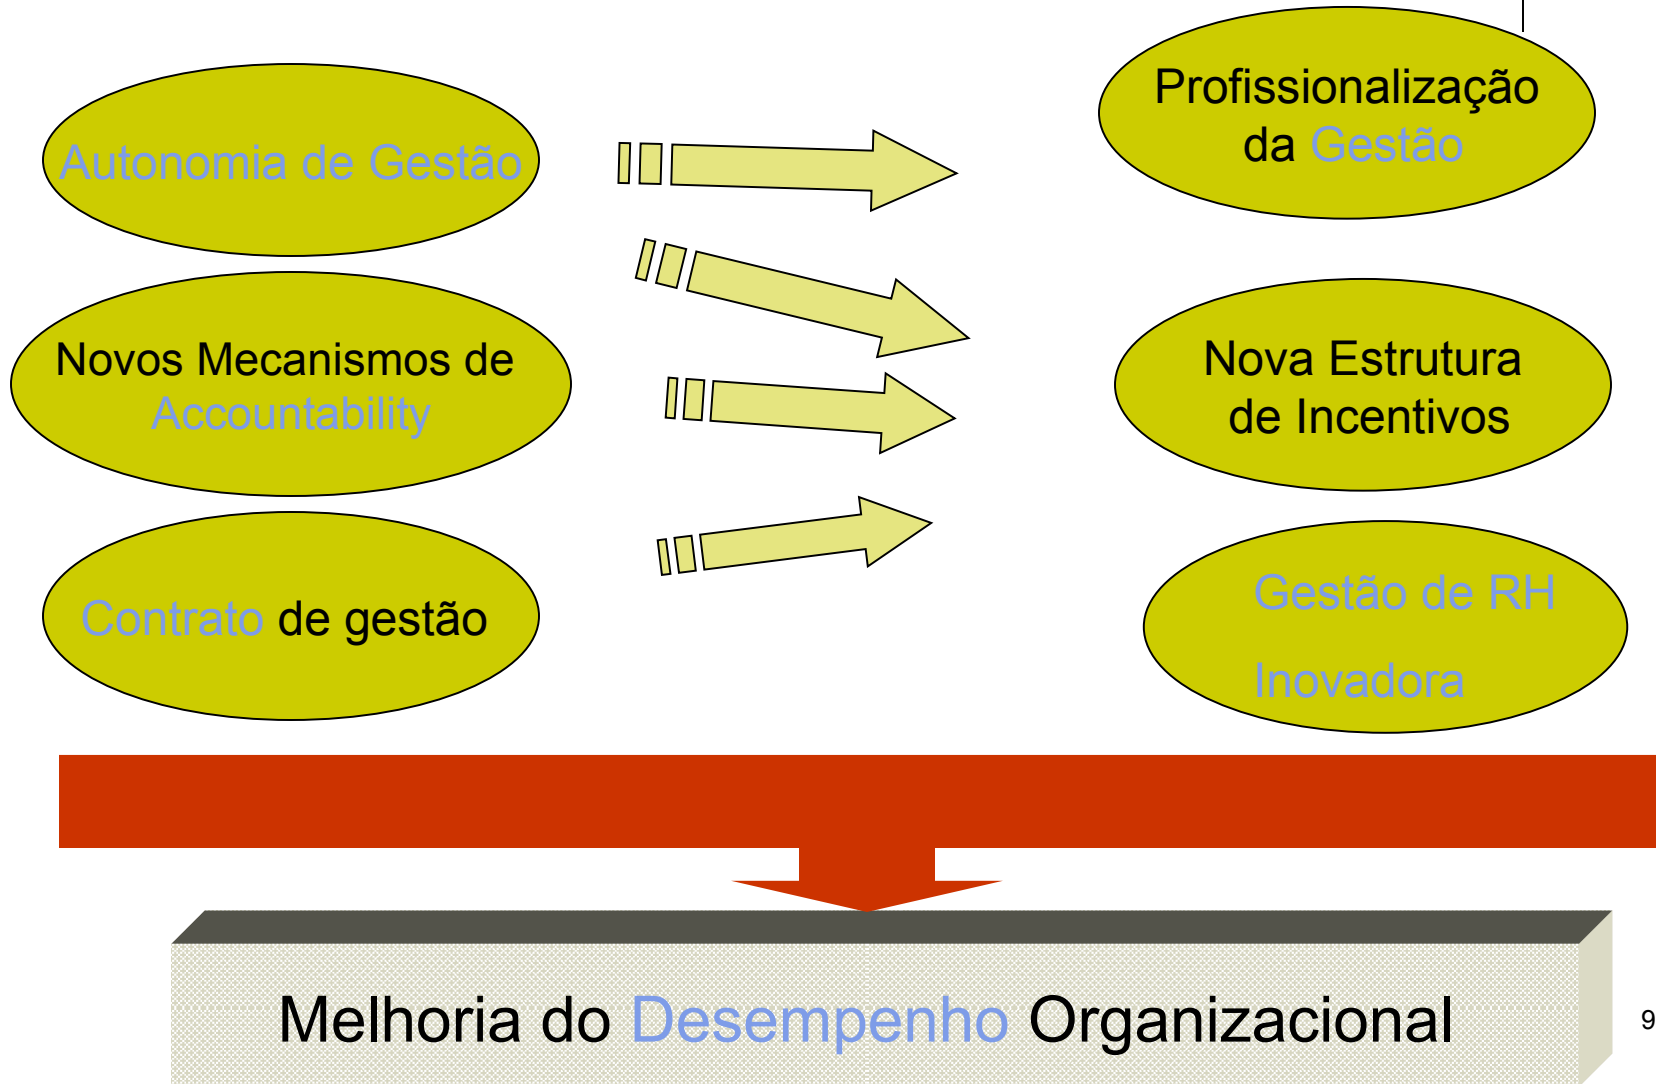 Autonomia de Gestão
Novos Mecanismos de
Accountability
Contrato de gestão
Profissionalização
da Gestão
Nova Estrutura
de Incentivos
Gestão de RH
Inovadora
Melhoria do Desempenho Organizacional
9